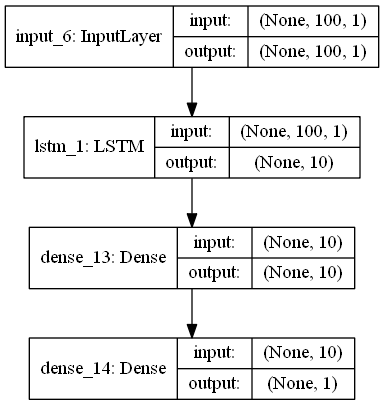 input_6: InputLayer
input:
(None, 100, 1)
output:
(None, 100, 1)
lstm_1: LSTM
input:
(None, 100, 1)
output:
(None, 10)
dense_13: Dense
input:
(None, 10)
output:
(None, 10)
dense_14: Dense
input:
(None, 10)
output:
(None, 1)